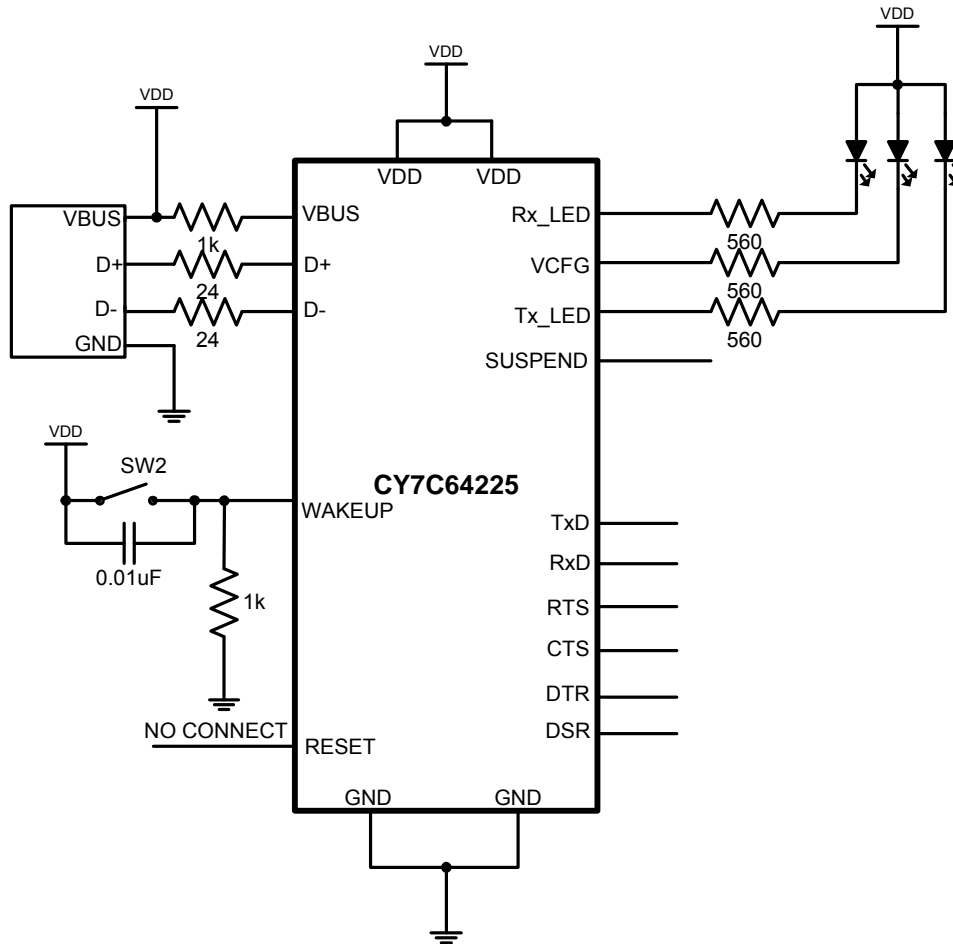 VDD
VDD
VDD
VDD VDD
VBUS
VBUS
Rx_LED
1k
560
D+
D+
VCFG
24
560
D-
D-
Tx_LED
24
560
GND
SUSPEND
VDD
SW2
CY7C64225
WAKEUP
0.01uF
1k
TxD
RxD
RTS
CTS
DTR
DSR
NO CONNECT
RESET
GND GND